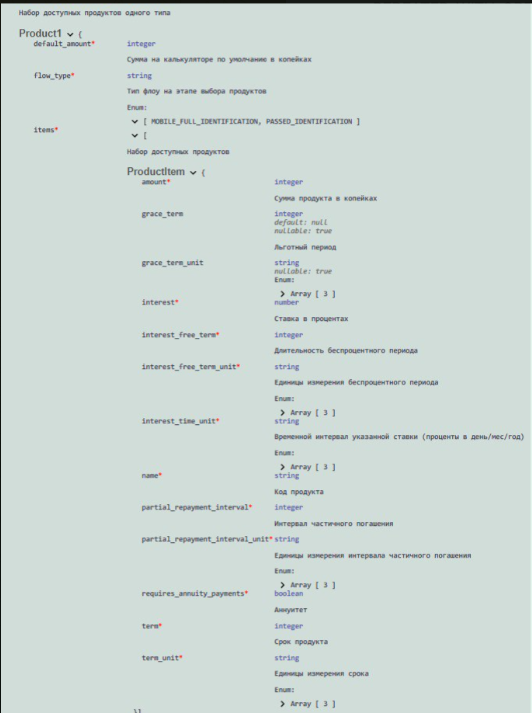 Набор доступных продуктов одного типа
Product1 {
default_amount* integer
Сумма на калькуляторе по умолчанию в копейках
flow_type* string
Тип флоу на этапе выбора продуктов
Enum:
[ MOBILE_FULL_IDENTIFICATION, PASSED_IDENTIFICATION ]
items* [
Набор доступных продуктов
ProductItem {
amount* integer
Сумма продукта в копейках
grace_term integer
default: null
nullable: true
Льготный период
grace_term_unit string
nullable: true
Enum:
Array [ 3 ]
interest* number
Ставка в процентах
interest_free_term* integer
Длительность беспроцентного периода
interest_free_term_unit* string
Единицы измерения беспроцентного периода
Enum:
Array [ 3 ]
interest_time_unit* string
Временной интервал указанной ставки (проценты в день/мес/год)
Enum:
Array [ 3 ]
name* string
Код продукта
partial_repayment_interval* integer
Интервал частичного погашения
partial_repayment_interval_unit* string
Единицы измерения интервала частичного погашения
Enum:
Array [ 3 ]
requires_annuity_payments* boolean
Аннуитет
term* integer
Срок продукта
term_unit* string
Единицы измерения срока
Enum:
Array [ 3 ]
}]